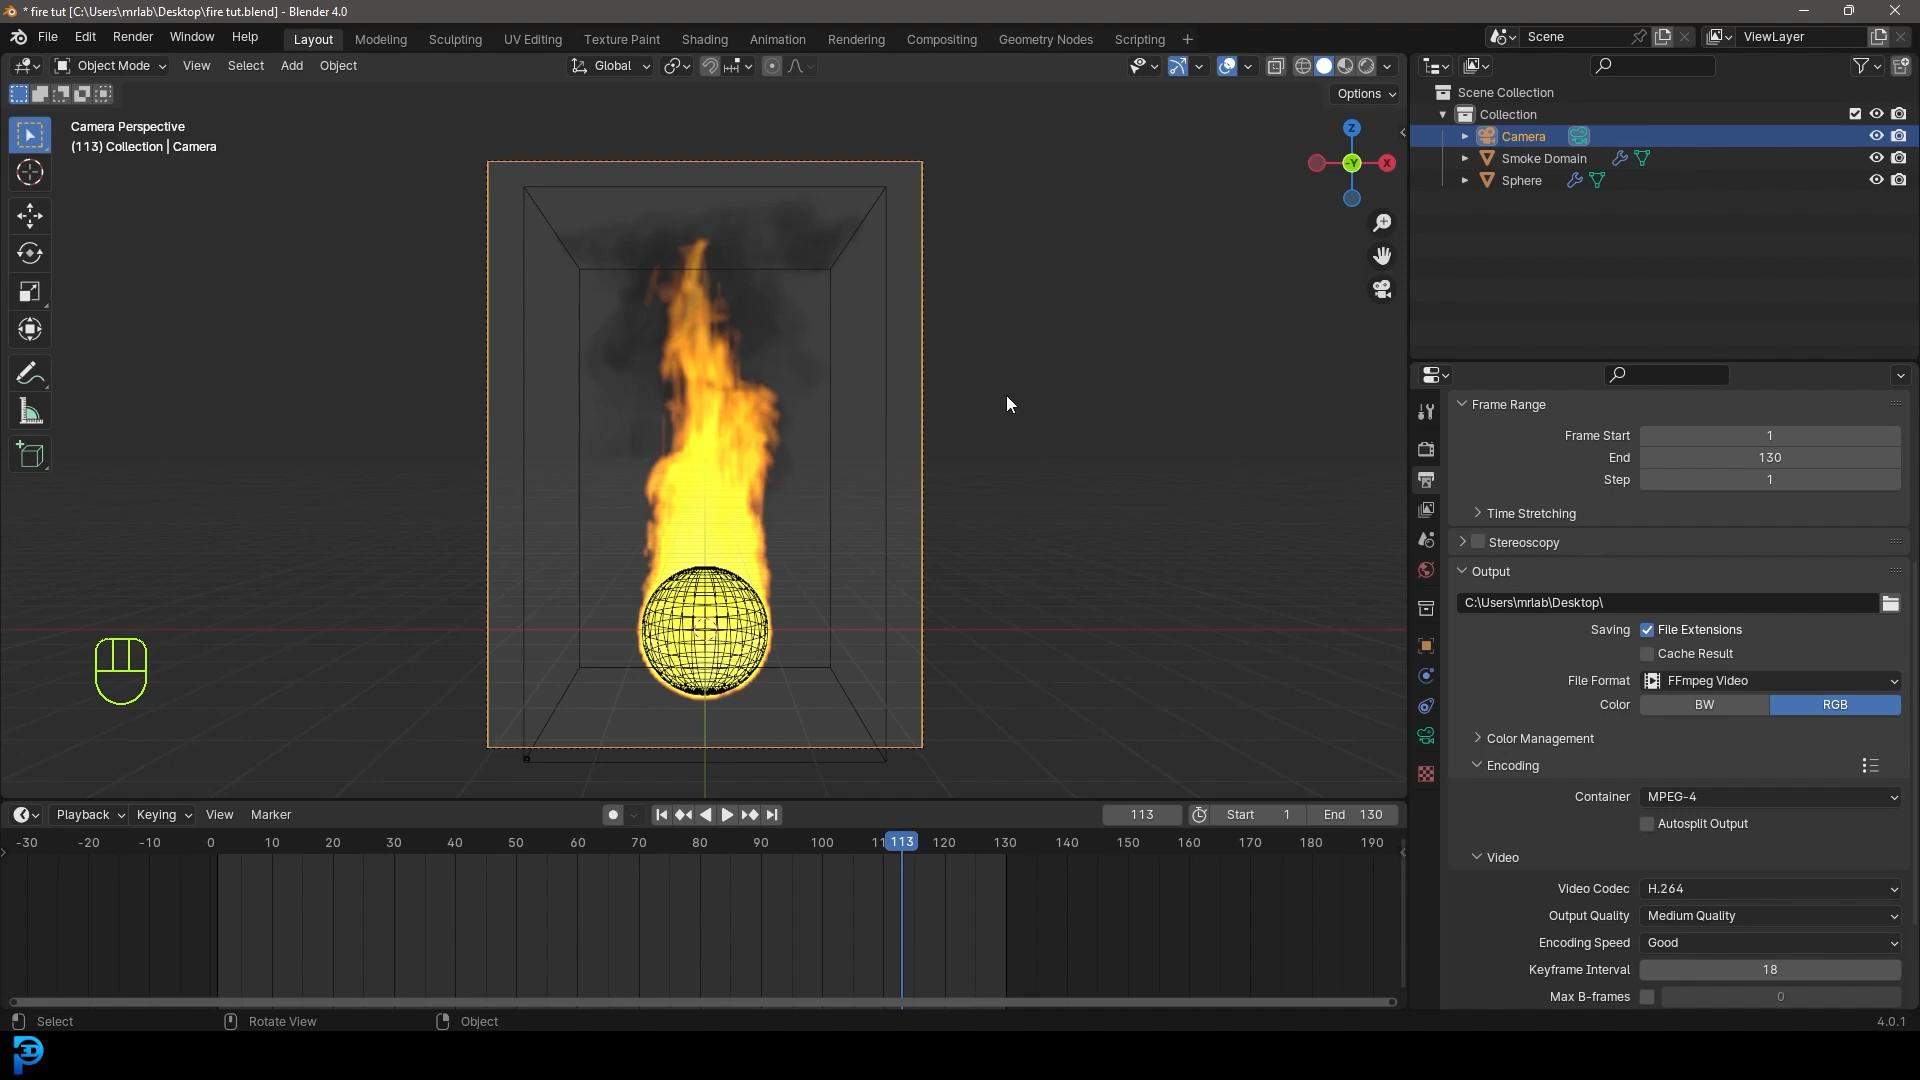 * fire tut [C:\Users\mrlab\Desktop\fire tut.blend] - Blender 4.0
File Edit Render Window Help Layout Modeling Sculpting UV Editing Texture Paint Shading Animation Rendering Compositing Geometry Nodes Scripting + Scene ViewLayer
Object Mode View Select Add Object Global
Options
Camera Perspective
(113) Collection | Camera
Z
-Y X
Scene Collection
Collection
Camera
Smoke Domain
Sphere
Frame Range
Frame Start 1
End 130
Step 1
Time Stretching
Stereoscopy
Output
C:\Users\mrlab\Desktop\
Saving File Extensions
Cache Result
File Format FFmpeg Video
Color BW RGB
Color Management
Encoding
Container MPEG-4
Autosplit Output
Video
Video Codec H.264
Output Quality Medium Quality
Encoding Speed Good
Keyframe Interval 18
Max B-frames 0
Playback Keying View Marker 113 Start 1 End 130
-30 -20 -10 0 10 20 30 40 50 60 70 80 90 100 113 120 130 140 150 160 170 180 190
Select Rotate View Object 4.0.1